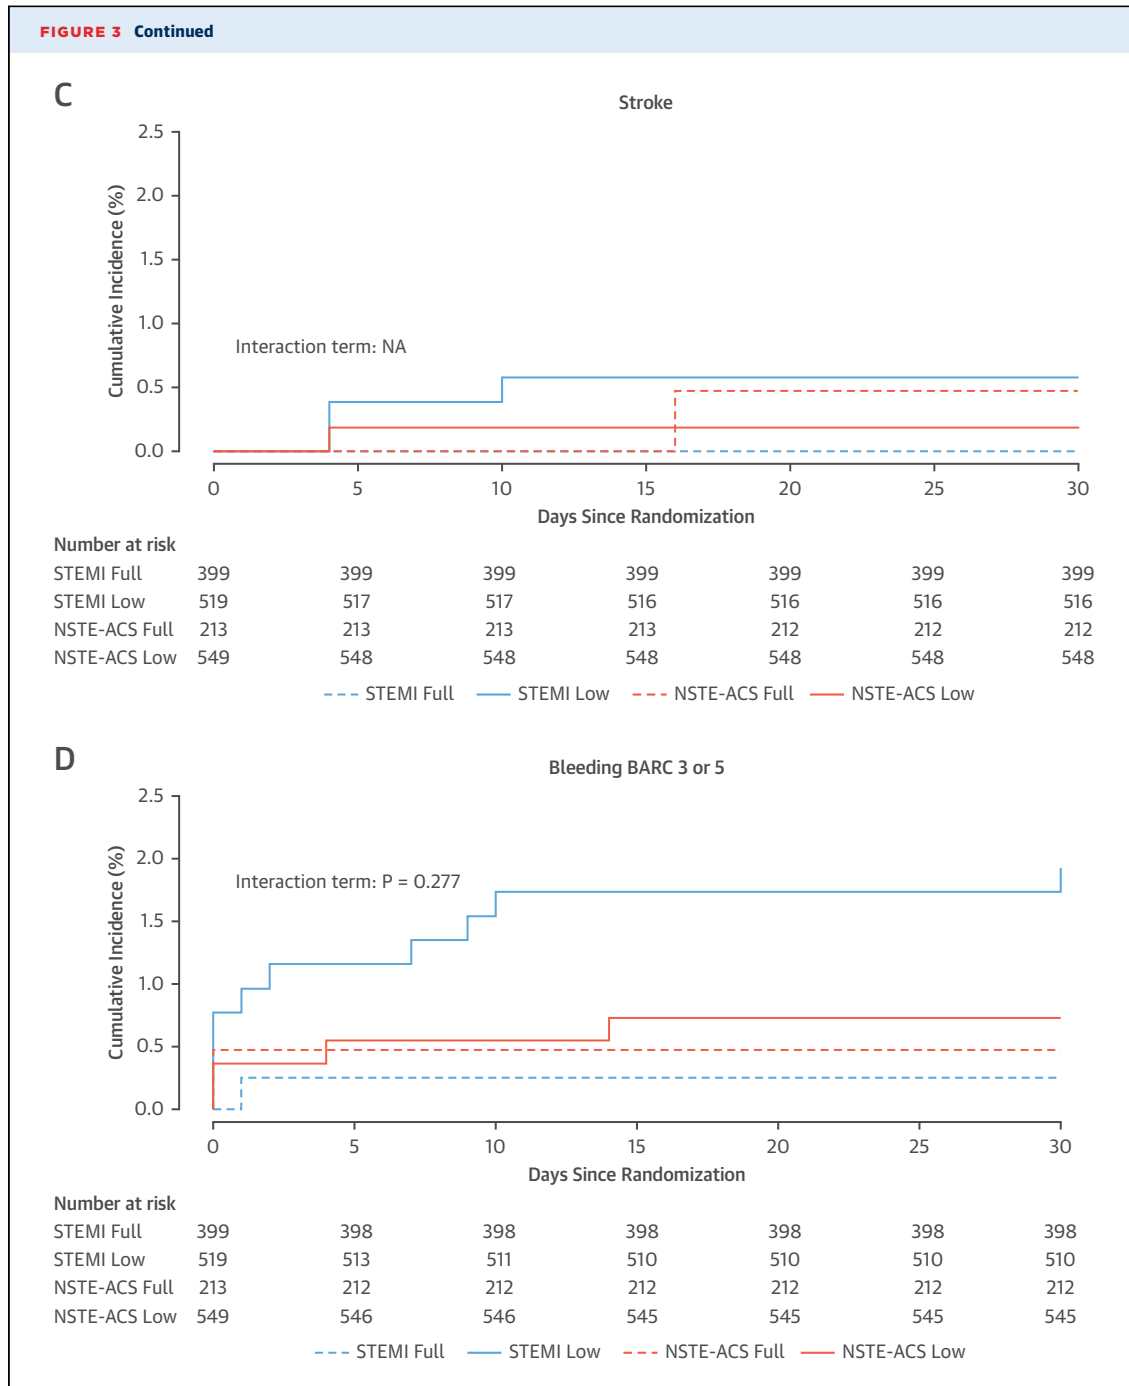 FIGURE 3 Continued
C
Stroke
2.5
2.0
1.5
1.0
0.5
0.0
Cumulative Incidence (%)
Interaction term: NA
0 5 10 15 20 25 30
Days Since Randomization
Number at risk
STEMI Full 399 399 399 399 399 399 399
STEMI Low 519 517 517 516 516 516 516
NSTE-ACS Full 213 213 213 213 212 212 212
NSTE-ACS Low 549 548 548 548 548 548 548
STEMI Full STEMI Low NSTE-ACS Full NSTE-ACS Low
D
Bleeding BARC 3 or 5
2.5
2.0
1.5
1.0
0.5
0.0
Cumulative Incidence (%)
Interaction term: P = 0.277
0 5 10 15 20 25 30
Days Since Randomization
Number at risk
STEMI Full 399 398 398 398 398 398 398
STEMI Low 519 513 511 510 510 510 510
NSTE-ACS Full 213 212 212 212 212 212 212
NSTE-ACS Low 549 546 546 545 545 545 545
STEMI Full STEMI Low NSTE-ACS Full NSTE-ACS Low